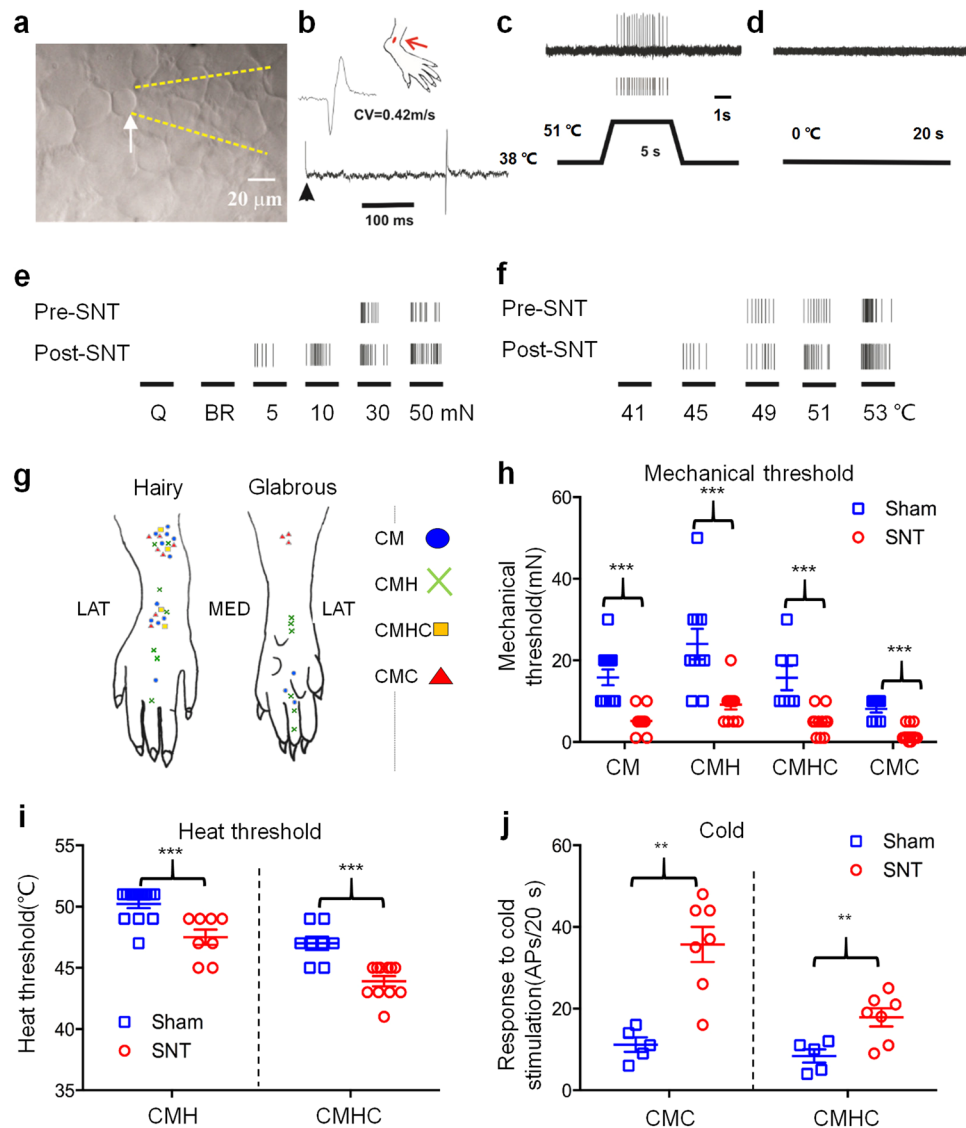 a
20 μm
b
CV=0.42m/s
100 ms
c
1s
51 ℃
38 ℃
5 s
d
0 ℃ 20 s
e
Pre-SNT
Post-SNT
Q BR 5 10 30 50 mN
f
Pre-SNT
Post-SNT
41 45 49 51 53 ℃
g
Hairy Glabrous
LAT MED LAT
CM
CMH
CMHC
CMC
h
Mechanical threshold
Mechanical
threshold(mN)
60
40
20
0
Sham
SNT
*** *** *** ***
CM CMH CMHC CMC
i
Heat threshold
Heat threshold(℃)
55
50
45
40
35
*** ***
Sham
SNT
CMH CMHC
j
Cold
Response to cold
stimulation(APs/20 s)
60
40
20
0
Sham
SNT
** **
CMC CMHC